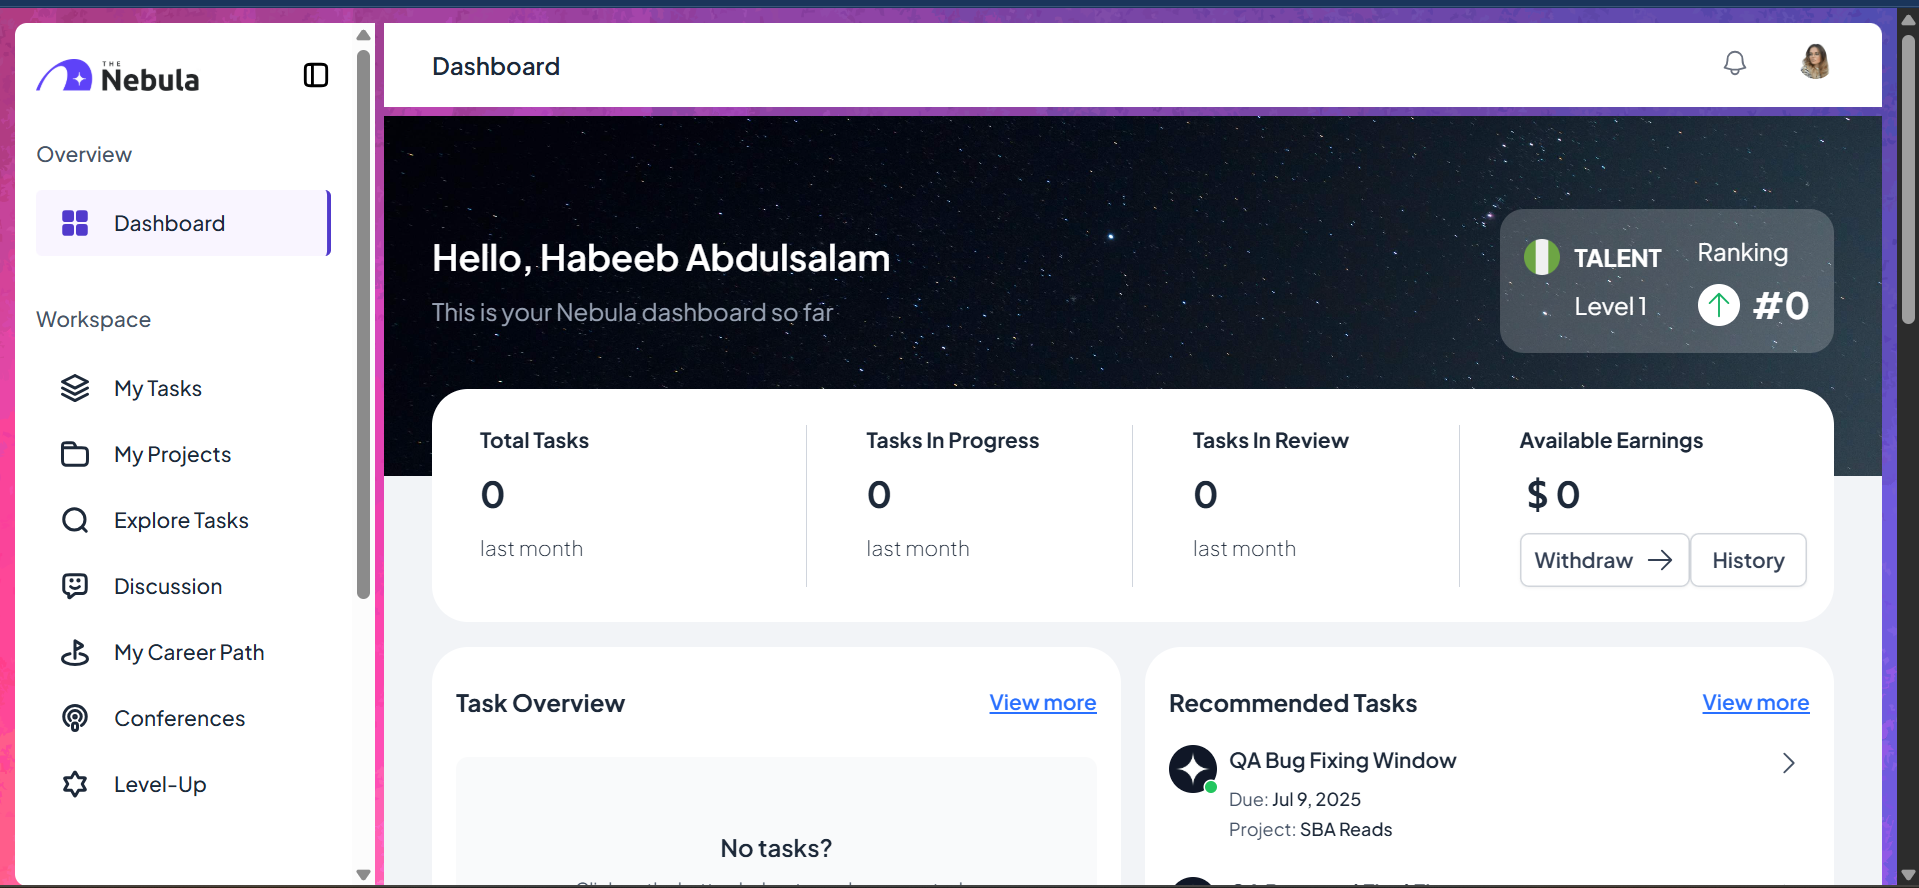 THE
Nebula
Overview
Dashboard
Workspace
My Tasks
My Projects
Explore Tasks
Discussion
My Career Path
Conferences
Level-Up
Dashboard
Hello, Habeeb Abdulsalam
This is your Nebula dashboard so far
TALENT
Level 1
Ranking
#0
Total Tasks
0
last month
Tasks In Progress
0
last month
Tasks In Review
0
last month
Available Earnings
$ 0
Withdraw
History
Task Overview
View more
No tasks?
Recommended Tasks
View more
QA Bug Fixing Window
Due: Jul 9, 2025
Project: SBA Reads